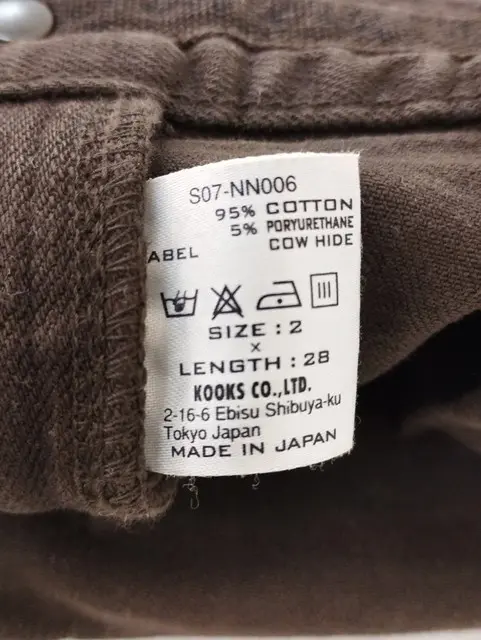 S07-NN006
95% COTTON
5% PORYURETHANE
ABEL COW HIDE
SIZE : 2
x
LENGTH : 28
KOOKS CO.,LTD.
2-16-6 Ebisu Shibuya-ku
Tokyo Japan
MADE IN JAPAN